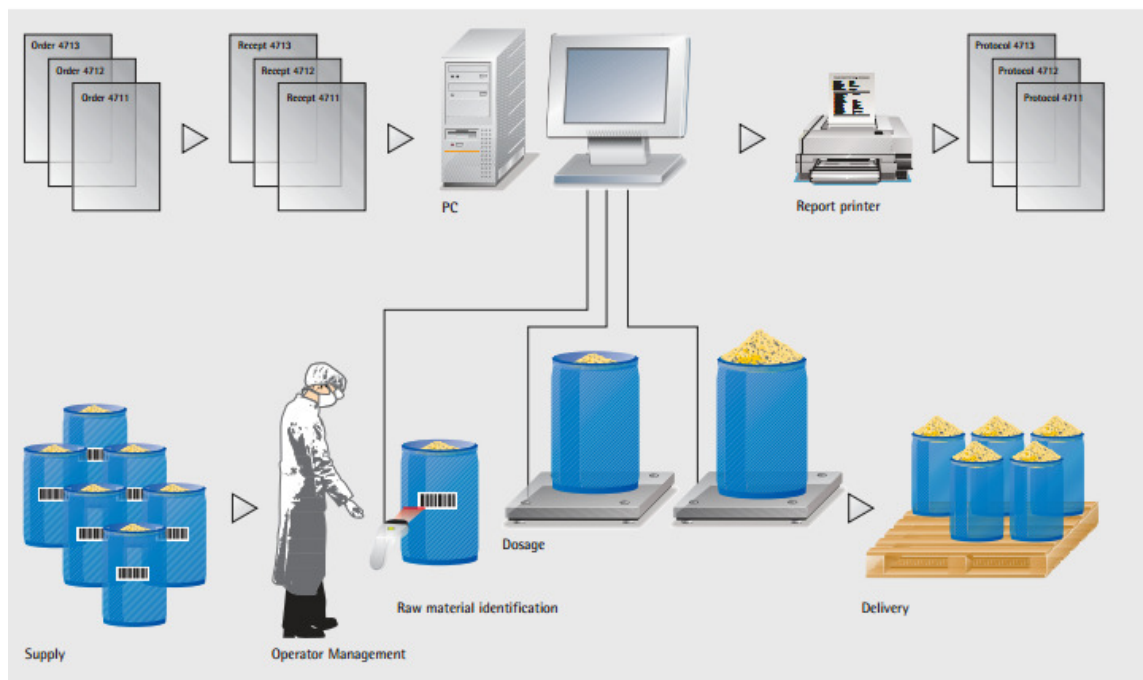 Order 4713
Order 4712
Order 4711
Recept 4713
Recept 4712
Recept 4711
PC
Report printer
Protocol 4713
Protocol 4712
Protocol 4711
Dosage
Raw material identification
Delivery
Supply
Operator Management